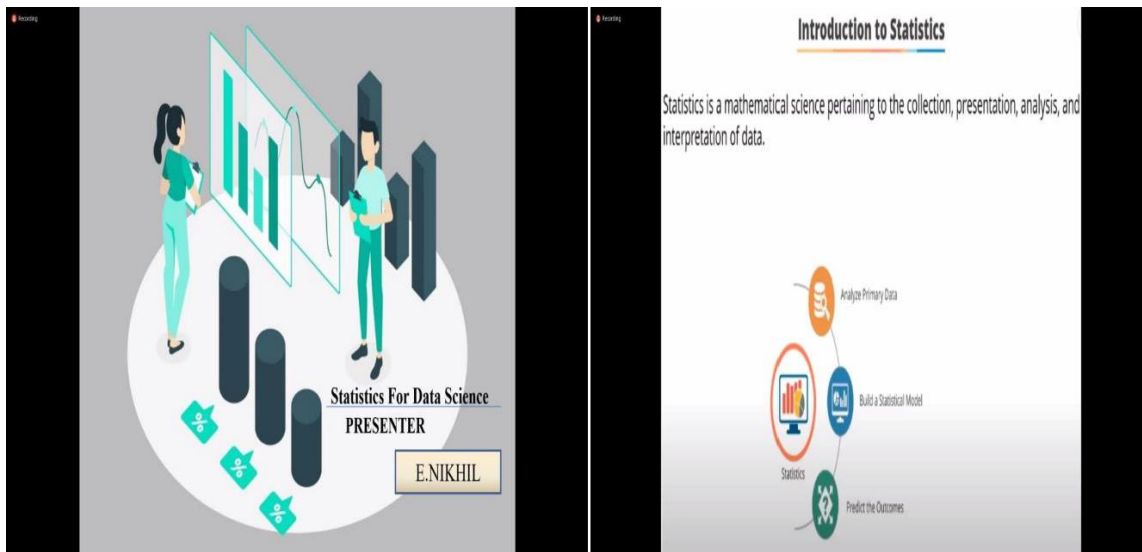 Recording
Statistics For Data Science
PRESENTER
E.NIKHIL
%
%
%
Recording
Introduction to Statistics
Statistics is a mathematical science pertaining to the collection, presentation, analysis, and
interpretation of data.
Analyze Primary Data
Build a Statistical Model
Statistics
Predict the Outcomes
?